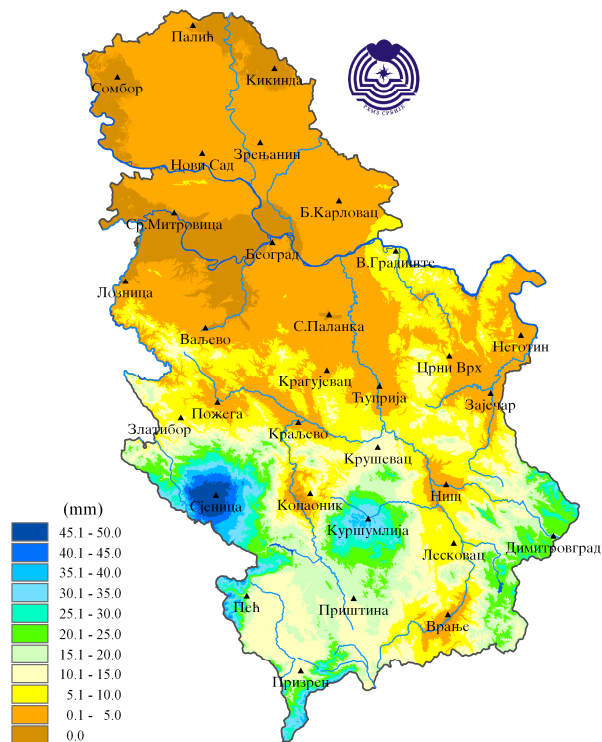 Палић
Кикинда
Сомбор
РХМЗ СРБИЈЕ
Зрењанин
Нови Сад
Б.Карловац
Ср.Митровица
Београд
В.Градиште
Лозница
С.Паланка
Ваљево
Неготин
Црни Врх
Крагујевац
Ћуприја
Зајечар
Пожега
Златибор
Краљево
Крушевац
Ниш
Сјеница
Копаоник
Куршумлија
Димитровград
Лесковац
Пећ
Приштина
Врање
Призрен
(mm)
45.1 - 50.0
40.1 - 45.0
35.1 - 40.0
30.1 - 35.0
25.1 - 30.0
20.1 - 25.0
15.1 - 20.0
10.1 - 15.0
5.1 - 10.0
0.1 - 5.0
0.0